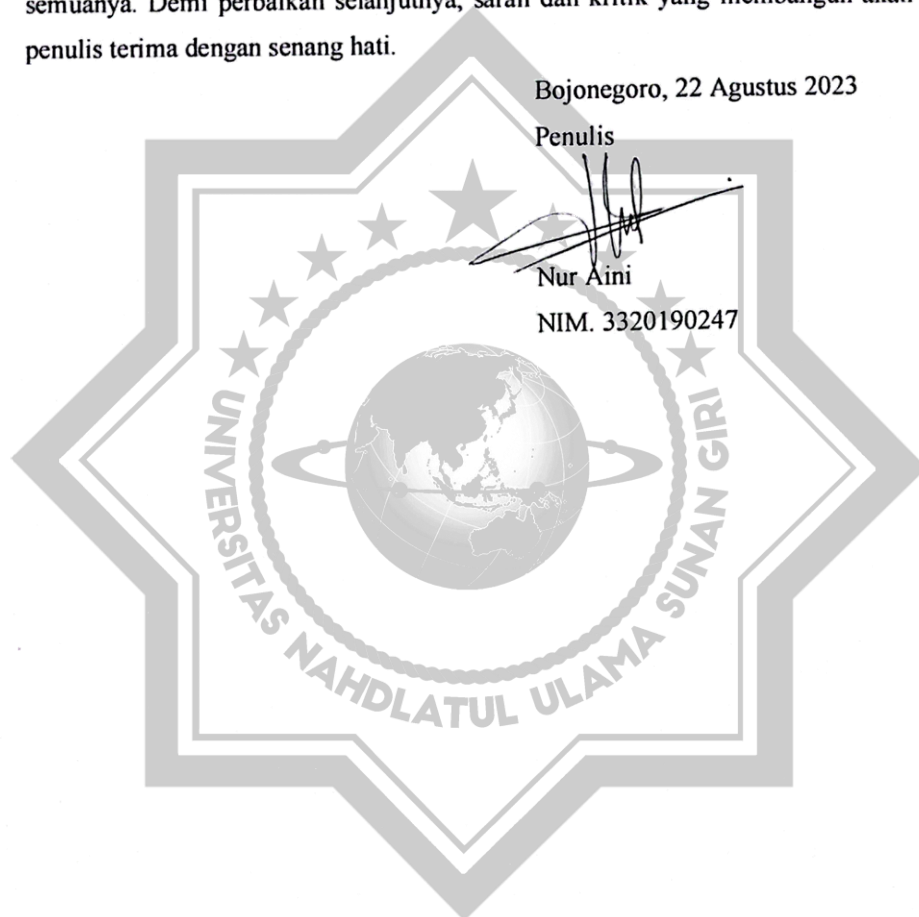 semuanya. Demi perbaikan selanjutnya, saran dan kritik yang membangun akan
penulis terima dengan senang hati.
Bojonegoro, 22 Agustus 2023
Penulis
Nur Aini
NIM. 3320190247
UNIVERSITAS NAHDLATUL ULAMA SUNAN GIRI